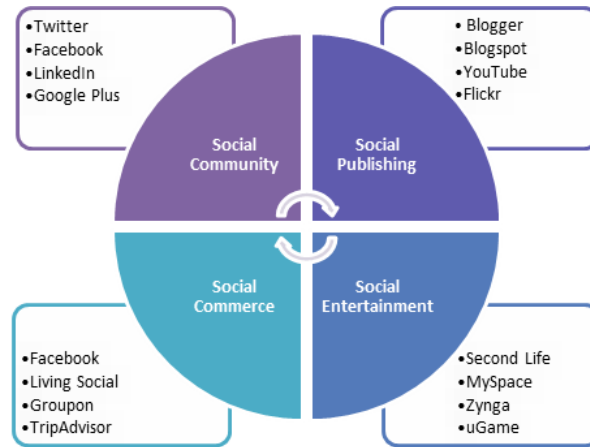 •Twitter
•Facebook
•LinkedIn
•Google Plus
•Blogger
•Blogspot
•YouTube
•Flickr
Social
Community
Social
Publishing
Social
Commerce
Social
Entertainment
•Facebook
•Living Social
•Groupon
•TripAdvisor
•Second Life
•MySpace
•Zynga
•uGame